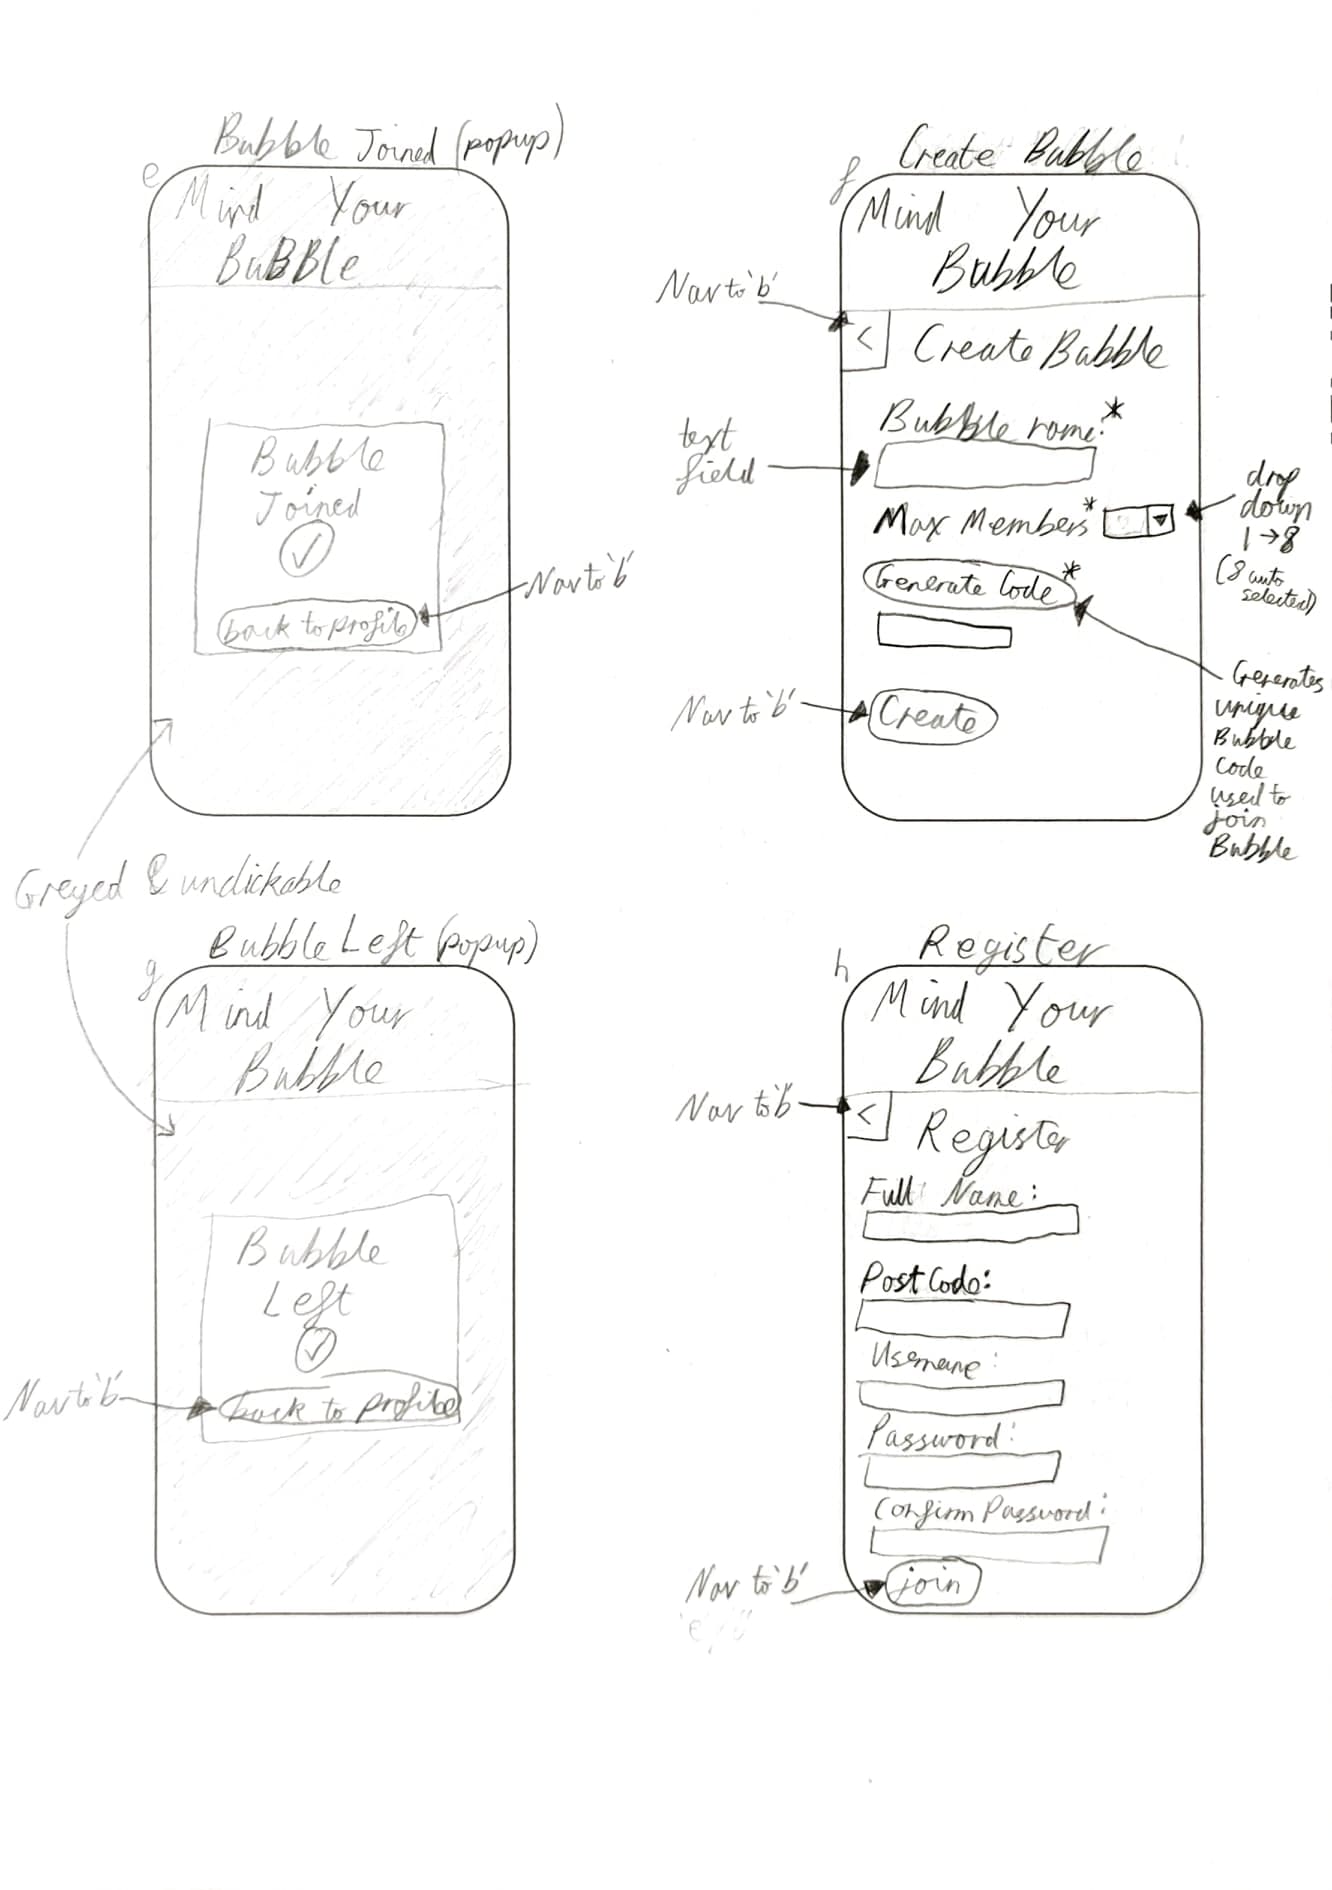 Bubble Joined (popup)
e
Mind Your
BuBBle
Bubble
Joined
✓
back to profile
Nav to 'b'
Greyed & unclickable
f
Create Bubble
Mind Your
Bubble
Nav to 'b'
< Create Bubble
Bubble name:*
text
field
Max Members* ▼
drop
down
1→8
(8 auto
selected)
Generate Code*
Generates
unique
Bubble
Code
used to
join
Bubble
Nav to 'b'
Create
Bubble Left (popup)
g
Mind Your
Bubble
Bubble
Left
✓
Nav to 'b'
back to profile
h
Register
Mind Your
Bubble
Nav to 'b'
< Register
Full Name:
PostCode:
Username:
Password:
Confirm Password:
Nav to 'b'
join